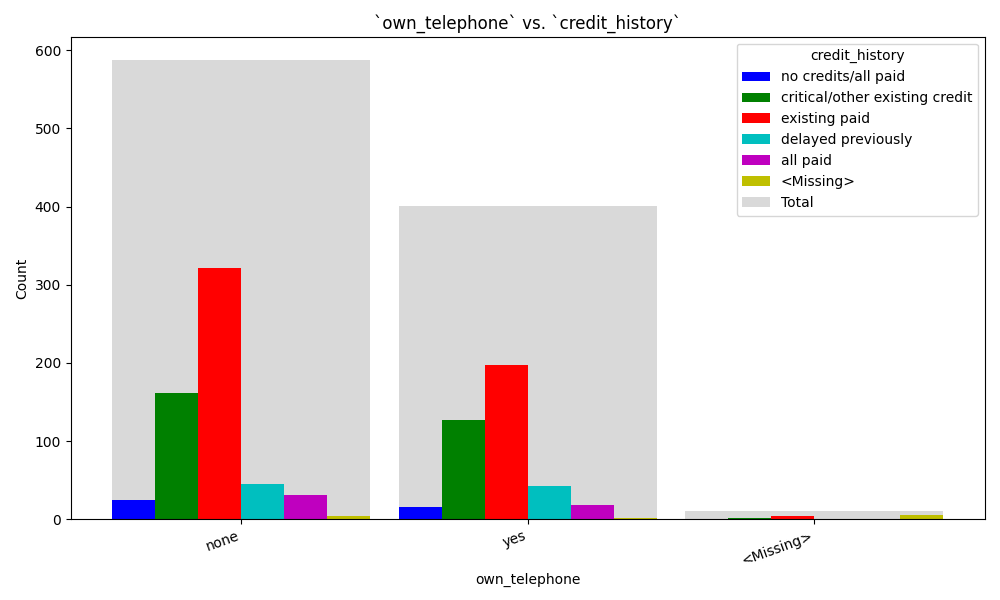 `own_telephone` vs. `credit_history`
credit_history
no credits/all paid
critical/other existing credit
existing paid
delayed previously
all paid
<Missing>
Total
Count
600
500
400
300
200
100
0
none
yes
<Missing>
own_telephone